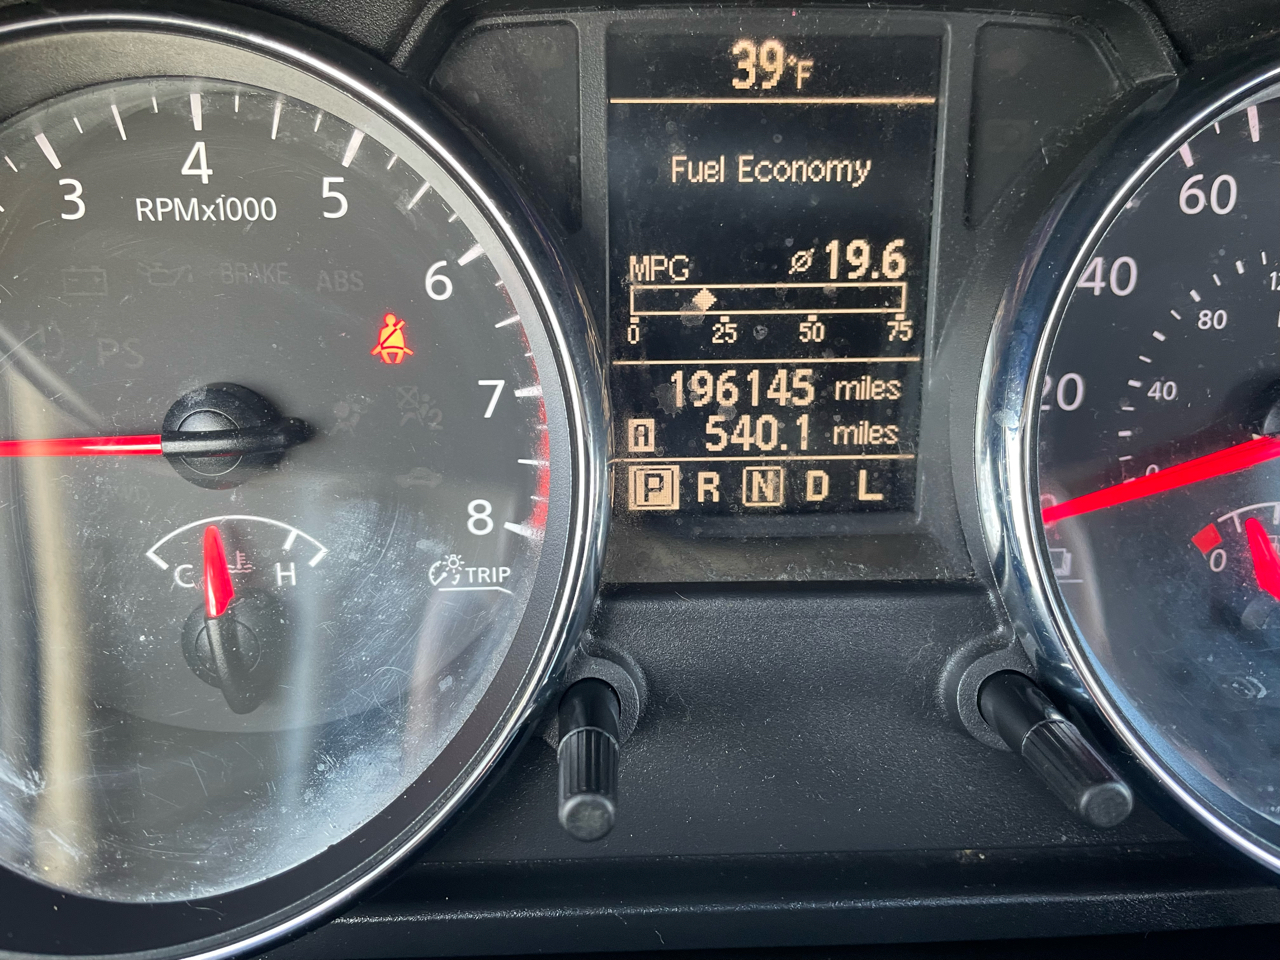 39°F
Fuel Economy
MPG ⌀ 19.6
0 25 50 75
196145 miles
A 540.1 miles
P R N D L
3 4 5 6 7 8
RPMx1000
BRAKE ABS
PS
C H
TRIP
20 40 60
0 40 80
0